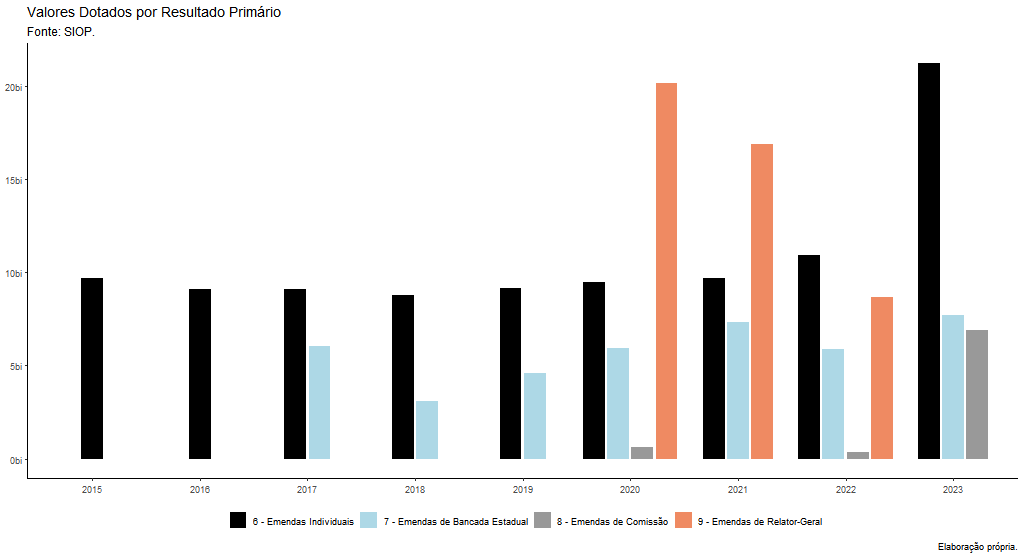 Valores Dotados por Resultado Primário
Fonte: SIOP.
20bi
15bi
10bi
5bi
0bi
2015 2016 2017 2018 2019 2020 2021 2022 2023
6 - Emendas Individuais 7 - Emendas de Bancada Estadual 8 - Emendas de Comissão 9 - Emendas de Relator-Geral
Elaboração própria.